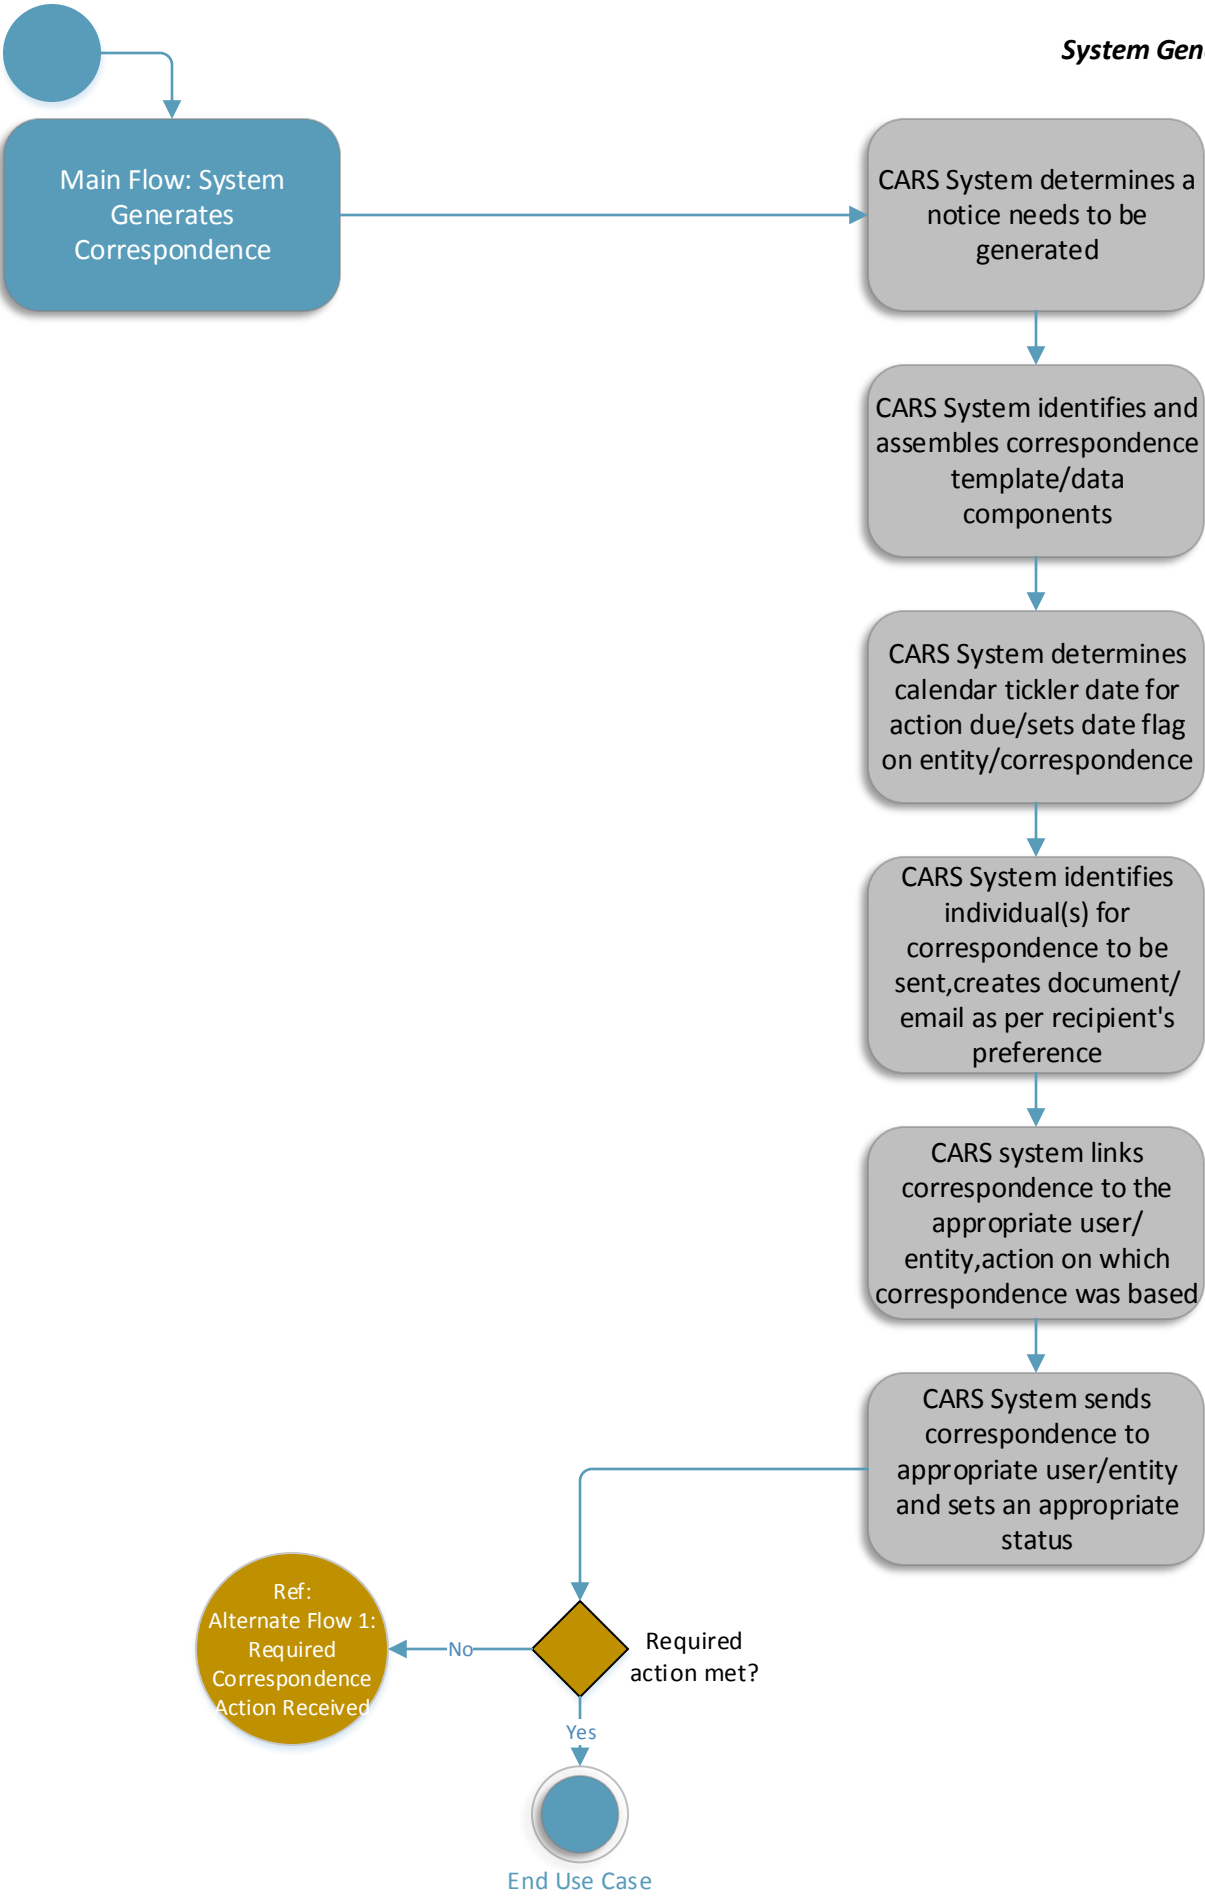 System Gen
Main Flow: System
Generates
Correspondence
CARS System determines a
notice needs to be
generated
CARS System identifies and
assembles correspondence
template/data
components
CARS System determines
calendar tickler date for
action due/sets date flag
on entity/correspondence
CARS System identifies
individual(s) for
correspondence to be
sent,creates document/
email as per recipient's
preference
CARS system links
correspondence to the
appropriate user/
entity,action on which
correspondence was based
CARS System sends
correspondence to
appropriate user/entity
and sets an appropriate
status
Ref:
Alternate Flow 1:
Required
Correspondence
Action Received
No
Required
action met?
Yes
End Use Case